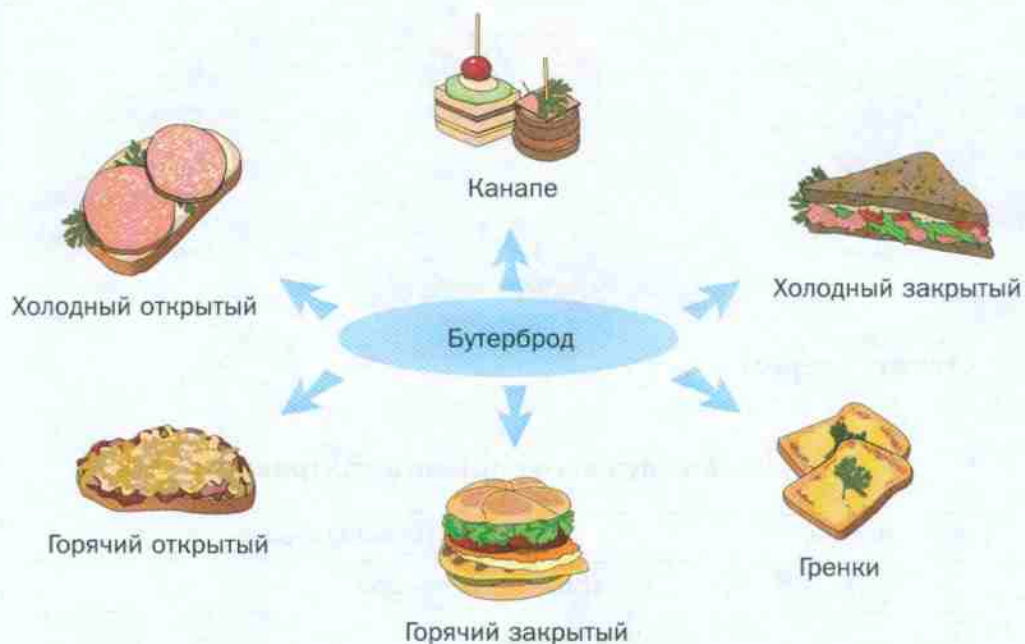 Канапе
Холодный открытый
Холодный закрытый
Бутерброд
Горячий открытый
Гренки
Горячий закрытый